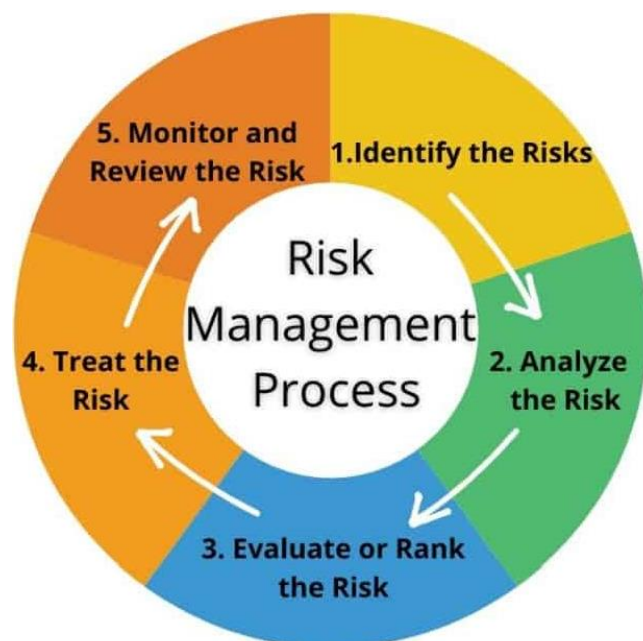 Risk
Management
Process
1.Identify the Risks
2. Analyze
the Risk
3. Evaluate or Rank
the Risk
4. Treat the
Risk
5. Monitor and
Review the Risk